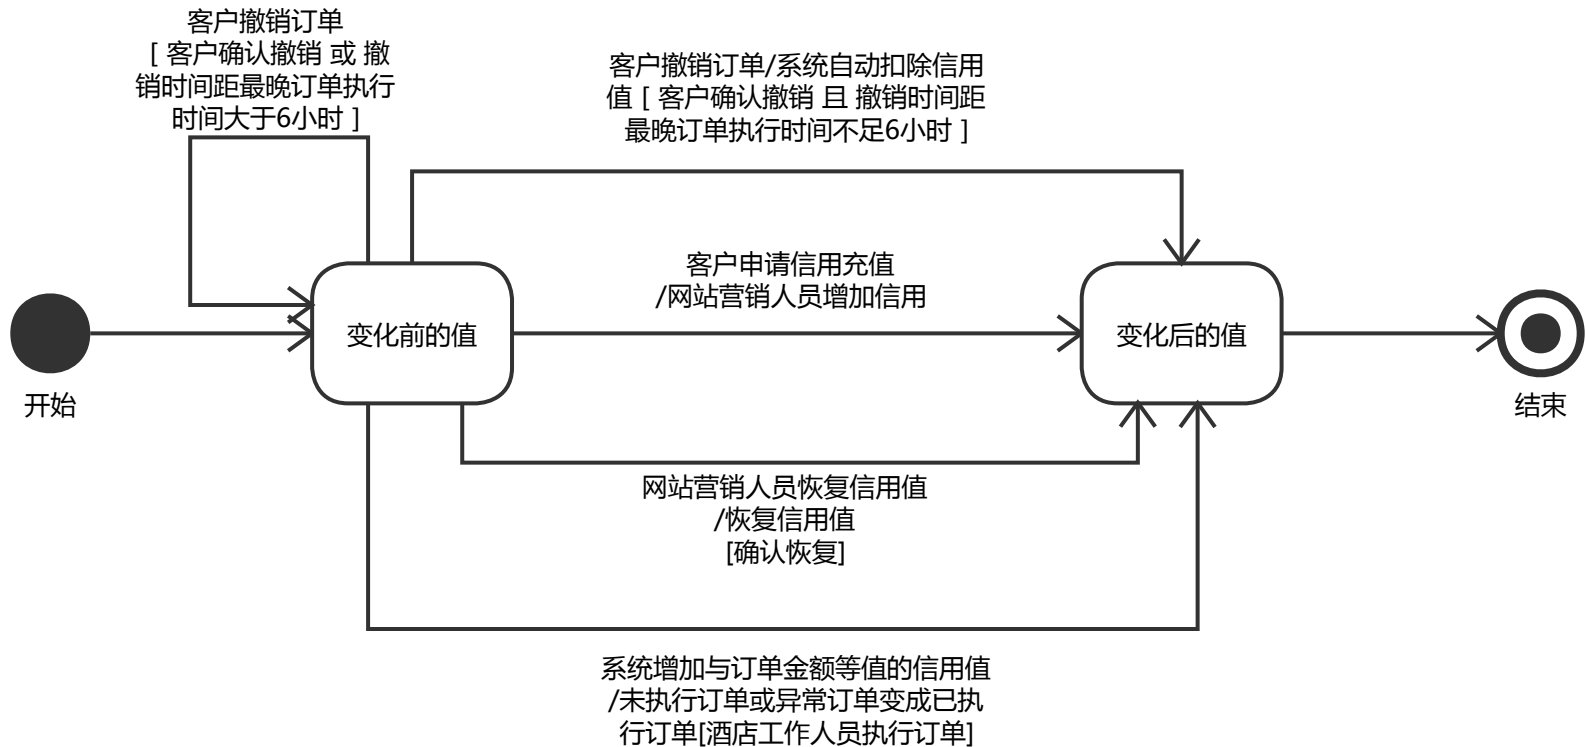 客户撤销订单
[ 客户确认撤销 或 撤
销时间距最晚订单执行
时间大于6小时 ]
客户撤销订单/系统自动扣除信用
值 [ 客户确认撤销 且 撤销时间距
最晚订单执行时间不足6小时 ]
客户申请信用充值
/网站营销人员增加信用
变化前的值
变化后的值
开始
结束
网站营销人员恢复信用值
/恢复信用值
[确认恢复]
系统增加与订单金额等值的信用值
/未执行订单或异常订单变成已执
行订单[酒店工作人员执行订单]